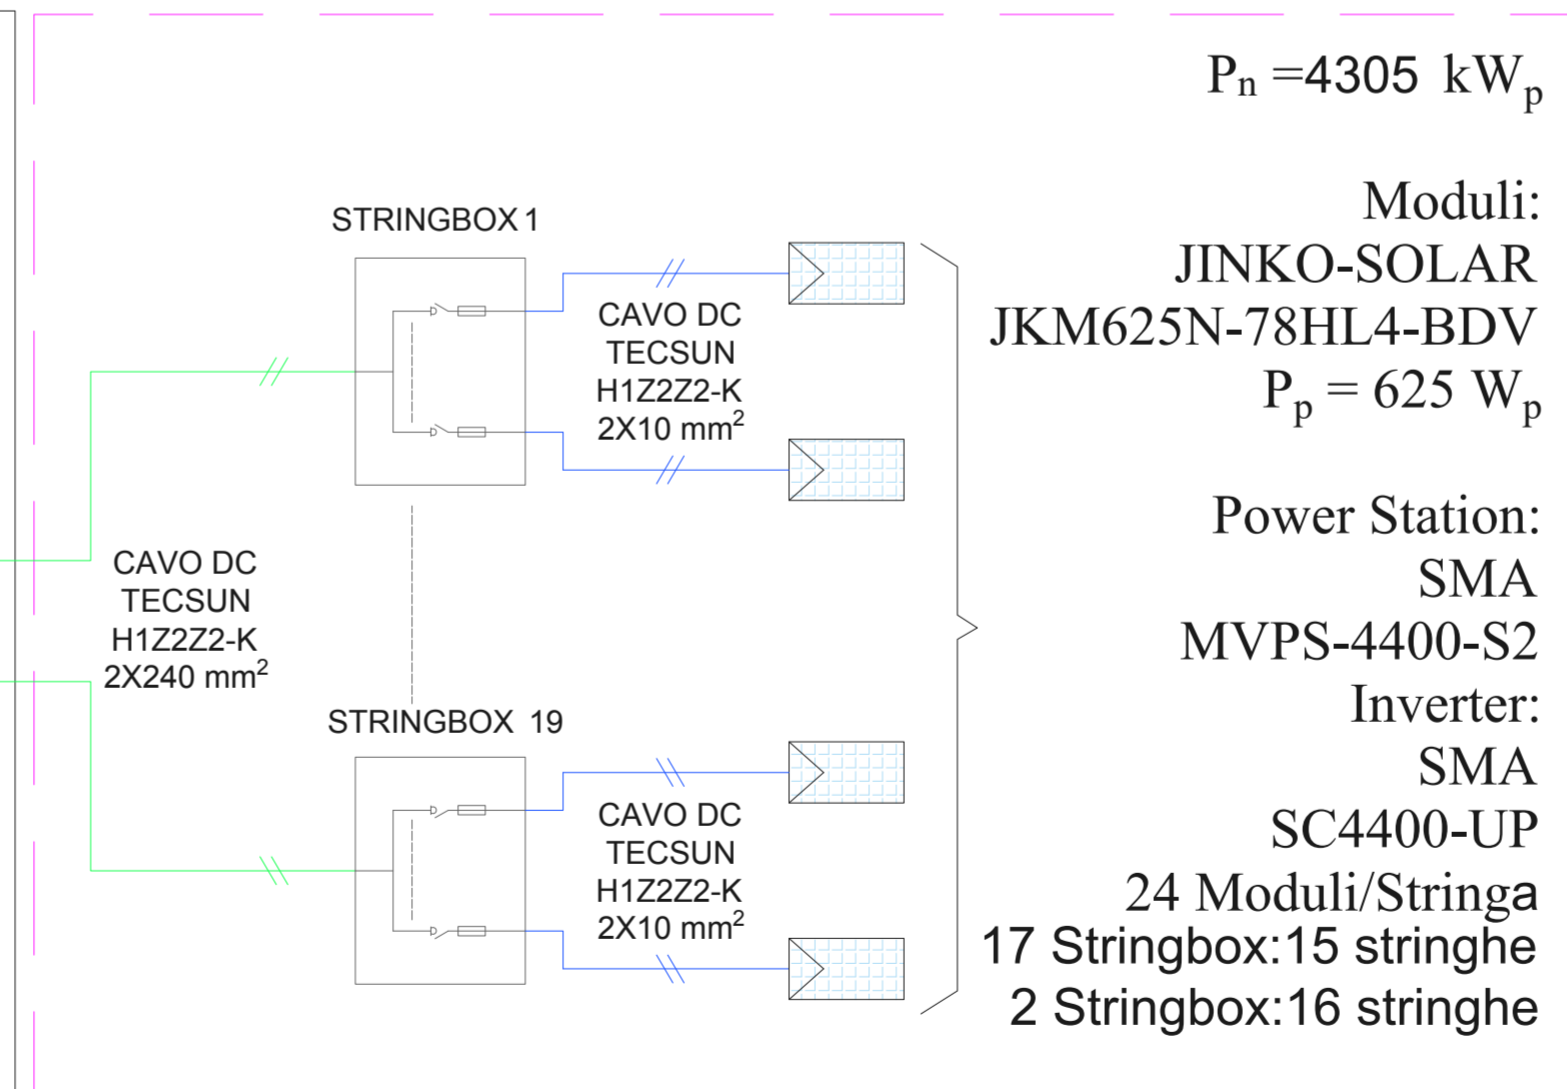 Pn =4305 kWp
Moduli:
JINKO-SOLAR
JKM625N-78HL4-BDV
Pp = 625 Wp
Power Station:
SMA
MVPS-4400-S2
Inverter:
SMA
SC4400-UP
24 Moduli/Stringa
17 Stringbox:15 stringhe
2 Stringbox:16 stringhe
STRINGBOX 1
CAVO DC
TECSUN
H1Z2Z2-K
2X10 mm²
CAVO DC
TECSUN
H1Z2Z2-K
2X240 mm²
STRINGBOX 19
CAVO DC
TECSUN
H1Z2Z2-K
2X10 mm²